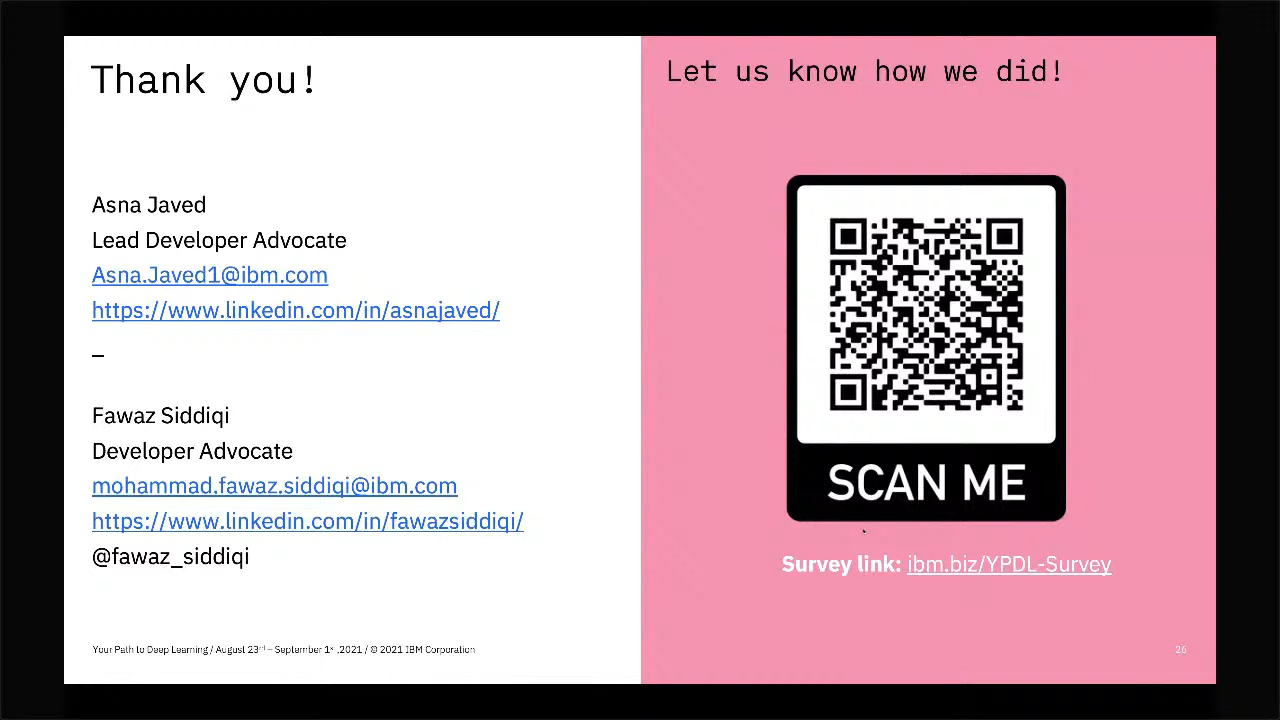 Thank you!
Asna Javed
Lead Developer Advocate
Asna.Javed1@ibm.com
https://www.linkedin.com/in/asnajaved/
—
Fawaz Siddiqi
Developer Advocate
mohammad.fawaz.siddiqi@ibm.com
https://www.linkedin.com/in/fawazsiddiqi/
@fawaz_siddiqi
Your Path to Deep Learning / August 23rd – September 1st ,2021 / © 2021 IBM Corporation
Let us know how we did!
SCAN ME
Survey link: ibm.biz/YPDL-Survey
26